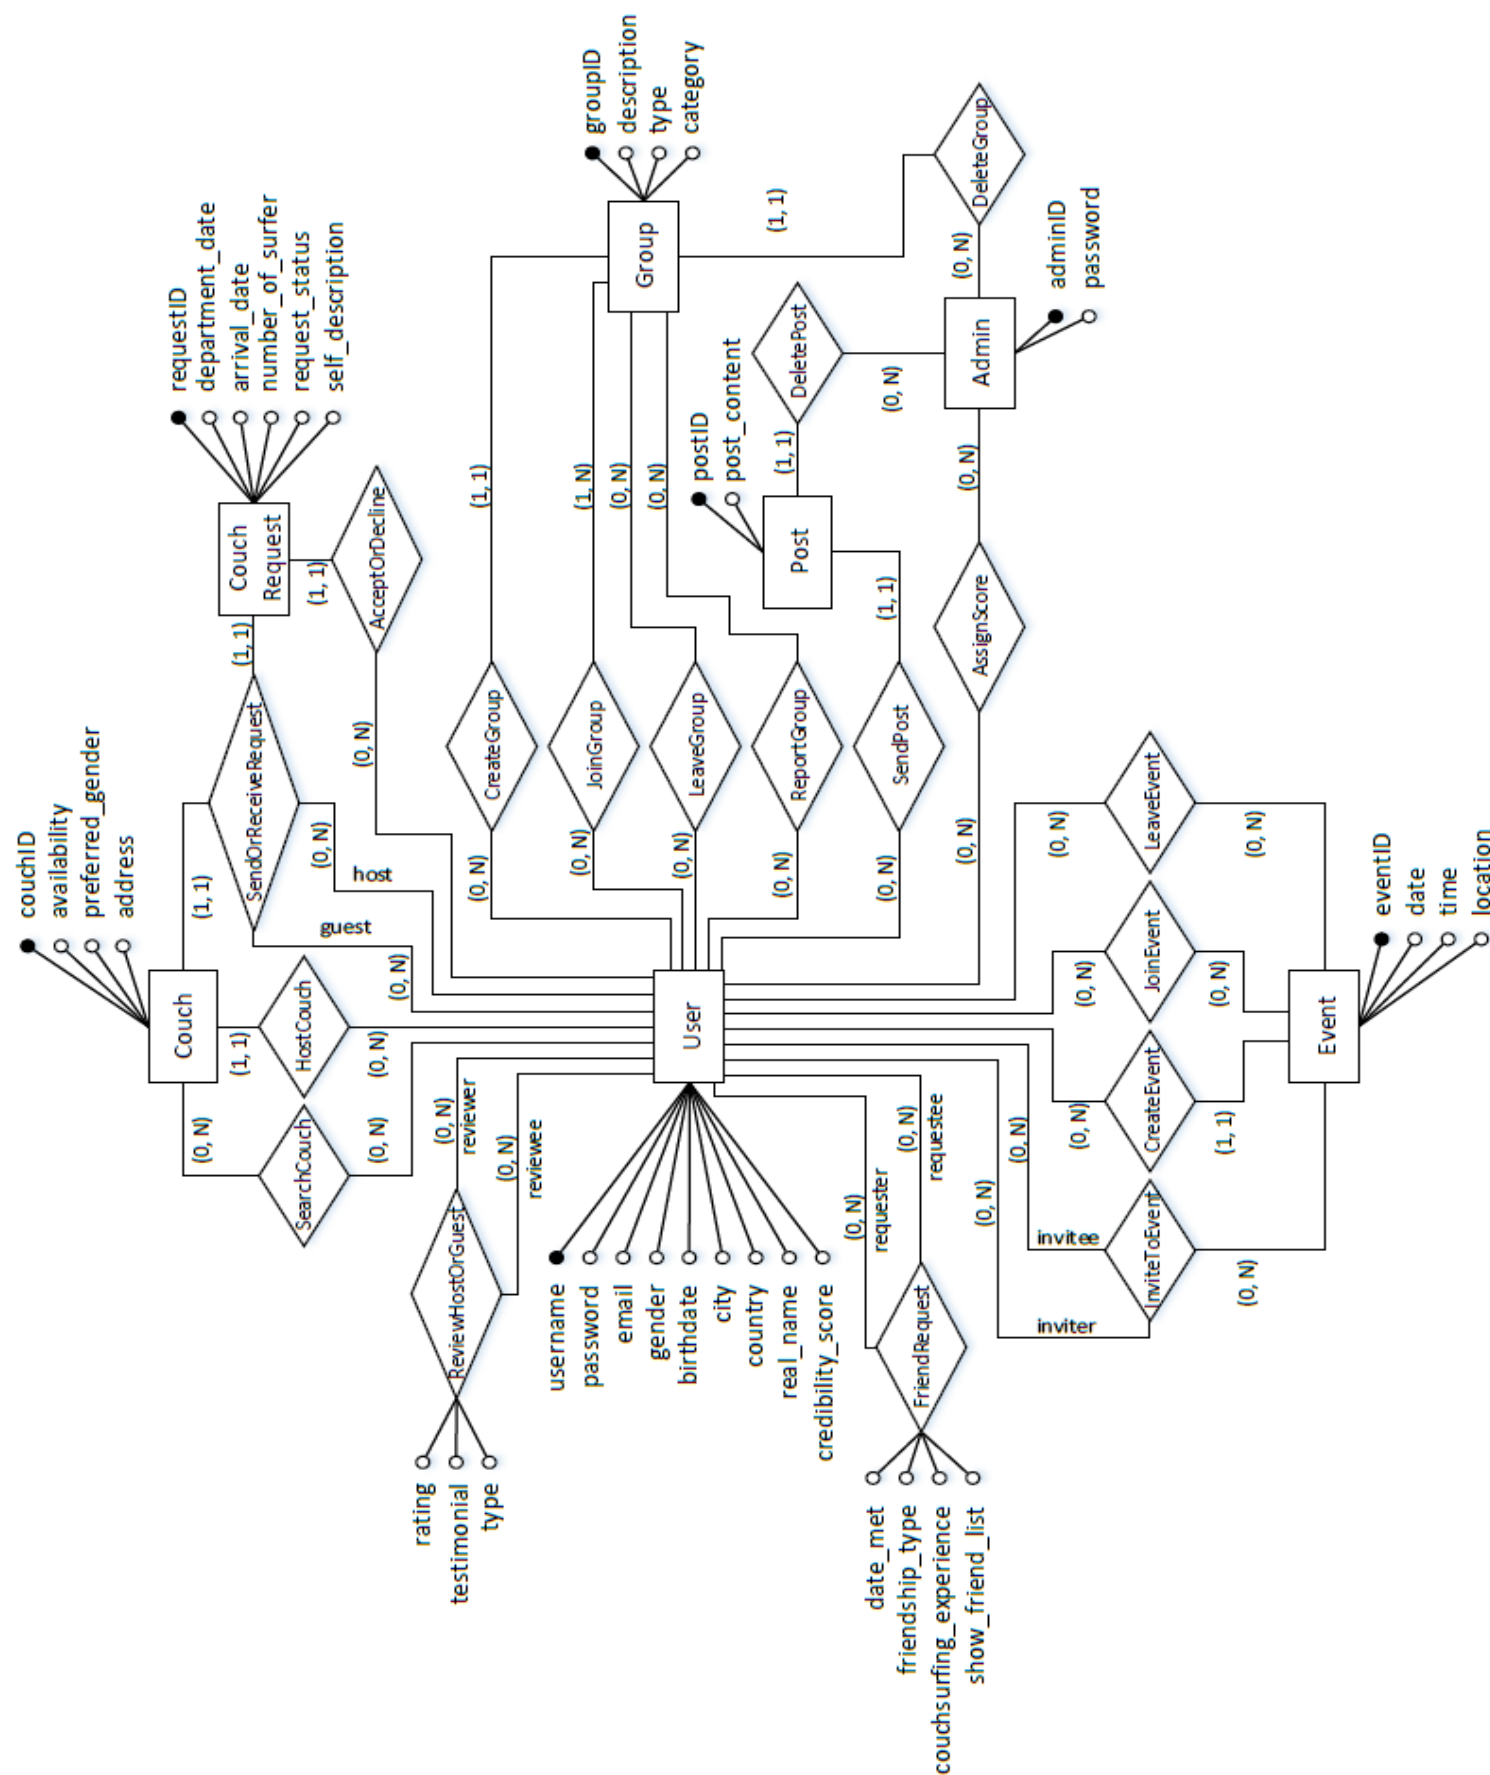 couchID
availability
preferred_gender
address
Couch
(1, 1)
(1, 1)
(0, N)
SearchCouch
(0, N)
HostCouch
(0, N)
SendOrReceiveRequest
(0, N)
host
guest
(0, N)
(1, 1)
requestID
department_date
arrival_date
number_of_surfer
request_status
self_description
Couch
Request
(1, 1)
AcceptOrDecline
(0, N)
groupID
description
type
category
Group
(1, 1)
(1, N)
(0, N)
(0, N)
(1, 1)
DeleteGroup
(0, N)
CreateGroup
(0, N)
JoinGroup
(0, N)
LeaveGroup
(0, N)
ReportGroup
(0, N)
SendPost
(0, N)
(1, 1)
postID
post_content
Post
(1, 1)
DeletePost
(0, N)
Admin
adminID
password
(0, N)
AssignScore
(0, N)
User
(0, N)
reviewer
(0, N)
reviewee
ReviewHostOrGuest
rating
testimonial
type
username
password
email
gender
birthdate
city
country
real_name
credibility_score
(0, N)
requester
(0, N)
requestee
FriendRequest
date_met
friendship_type
couchsurfing_experience
show_friend_list
(0, N)
LeaveEvent
(0, N)
(0, N)
JoinEvent
(0, N)
(0, N)
CreateEvent
(1, 1)
(0, N)
(0, N)
invitee
inviter
InviteToEvent
(0, N)
Event
eventID
date
time
location